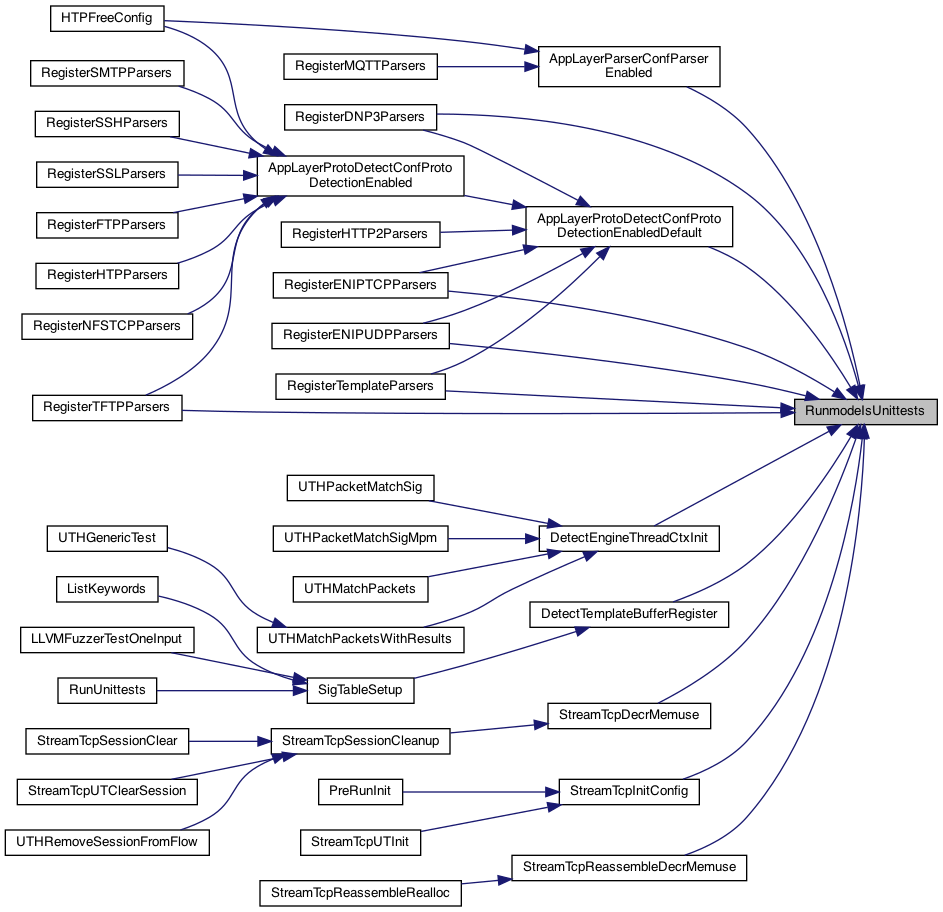 HTPFreeConfig
RegisterSMTPParsers
RegisterSSHParsers
RegisterSSLParsers
RegisterFTPParsers
RegisterHTPParsers
RegisterNFSTCPParsers
RegisterTFTPParsers
RegisterMQTTParsers
RegisterDNP3Parsers
AppLayerProtoDetectConfProto
DetectionEnabled
RegisterHTTP2Parsers
RegisterENIPTCPParsers
RegisterENIPUDPParsers
RegisterTemplateParsers
AppLayerParserConfParser
Enabled
AppLayerProtoDetectConfProto
DetectionEnabledDefault
RunmodeIsUnittests
UTHPacketMatchSig
UTHPacketMatchSigMpm
UTHMatchPackets
UTHMatchPacketsWithResults
DetectEngineThreadCtxInit
UTHGenericTest
ListKeywords
LLVMFuzzerTestOneInput
RunUnittests
SigTableSetup
DetectTemplateBufferRegister
StreamTcpSessionClear
StreamTcpUTClearSession
UTHRemoveSessionFromFlow
StreamTcpSessionCleanup
StreamTcpDecrMemuse
PreRunInit
StreamTcpUTInit
StreamTcpInitConfig
StreamTcpReassembleRealloc
StreamTcpReassembleDecrMemuse